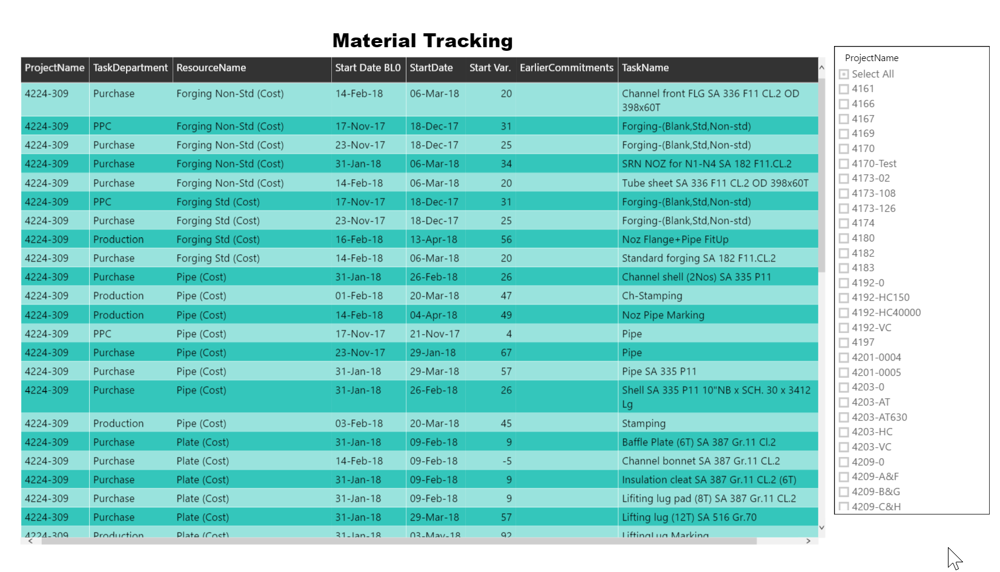 Material Tracking
ProjectName TaskDepartment ResourceName Start Date BL0 StartDate Start Var. EarlierCommitments TaskName
4224-309 Purchase Forging Non-Std (Cost) 14-Feb-18 06-Mar-18 20 Channel front FLG SA 336 F11 CL.2 OD
398x60T
4224-309 PPC Forging Non-Std (Cost) 17-Nov-17 18-Dec-17 31 Forging-(Blank,Std,Non-std)
4224-309 Purchase Forging Non-Std (Cost) 23-Nov-17 18-Dec-17 25 Forging-(Blank,Std,Non-std)
4224-309 Purchase Forging Non-Std (Cost) 31-Jan-18 06-Mar-18 34 SRN NOZ for N1-N4 SA 182 F11.CL.2
4224-309 Purchase Forging Non-Std (Cost) 14-Feb-18 06-Mar-18 20 Tube sheet SA 336 F11 CL.2 OD 398x60T
4224-309 PPC Forging Std (Cost) 17-Nov-17 18-Dec-17 31 Forging-(Blank,Std,Non-std)
4224-309 Purchase Forging Std (Cost) 23-Nov-17 18-Dec-17 25 Forging-(Blank,Std,Non-std)
4224-309 Production Forging Std (Cost) 16-Feb-18 13-Apr-18 56 Noz Flange+Pipe FitUp
4224-309 Purchase Forging Std (Cost) 14-Feb-18 06-Mar-18 20 Standard forging SA 182 F11.CL.2
4224-309 Purchase Pipe (Cost) 31-Jan-18 26-Feb-18 26 Channel shell (2Nos) SA 335 P11
4224-309 Production Pipe (Cost) 01-Feb-18 20-Mar-18 47 Ch-Stamping
4224-309 Production Pipe (Cost) 14-Feb-18 04-Apr-18 49 Noz Pipe Marking
4224-309 PPC Pipe (Cost) 17-Nov-17 21-Nov-17 4 Pipe
4224-309 Purchase Pipe (Cost) 23-Nov-17 29-Jan-18 67 Pipe
4224-309 Purchase Pipe (Cost) 31-Jan-18 29-Mar-18 57 Pipe SA 335 P11
4224-309 Purchase Pipe (Cost) 31-Jan-18 26-Feb-18 26 Shell SA 335 P11 10"NB x SCH. 30 x 3412
Lg
4224-309 Production Pipe (Cost) 03-Feb-18 20-Mar-18 45 Stamping
4224-309 Purchase Plate (Cost) 31-Jan-18 09-Feb-18 9 Baffle Plate (6T) SA 387 Gr.11 Cl.2
4224-309 Purchase Plate (Cost) 14-Feb-18 09-Feb-18 -5 Channel bonnet SA 387 Gr.11 CL.2
4224-309 Purchase Plate (Cost) 31-Jan-18 09-Feb-18 9 Insulation cleat SA 387 Gr.11 CL.2 (6T)
4224-309 Purchase Plate (Cost) 31-Jan-18 09-Feb-18 9 Lifiting lug pad (8T) SA 387 Gr.11 CL.2
4224-309 Purchase Plate (Cost) 31-Jan-18 29-Mar-18 57 Lifting lug (12T) SA 516 Gr.70
4224-309 Production Plate (Cost) 31-Jan-18 03-May-18 92 LiftingLug Marking
ProjectName
Select All
4161
4166
4167
4169
4170
4170-Test
4173-02
4173-108
4173-126
4174
4180
4182
4183
4192-0
4192-HC150
4192-HC40000
4192-VC
4197
4201-0004
4201-0005
4203-0
4203-AT
4203-AT630
4203-HC
4203-VC
4209-0
4209-A&F
4209-B&G
4209-C&H